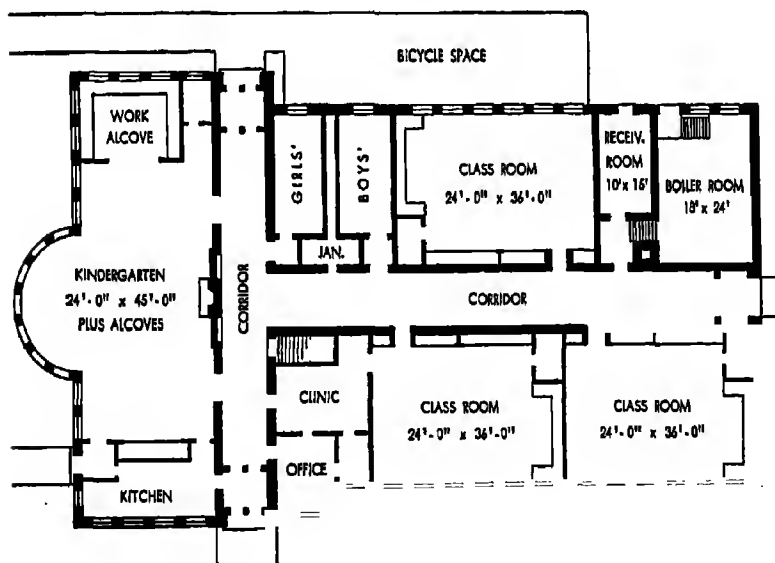 BICYCLE SPACE
WORK
ALCOVE
GIRLS'
BOYS'
CLASS ROOM
24'-0" x 36'-0"
RECEIV.
ROOM
10' x 16'
BOILER ROOM
18' x 24'
JAN.
KINDERGARTEN
24'-0" x 45'-0"
PLUS ALCOVES
CORRIDOR
CORRIDOR
CLINIC
CLASS ROOM
24'-0" x 36'-0"
CLASS ROOM
24'-0" x 36'-0"
OFFICE
KITCHEN